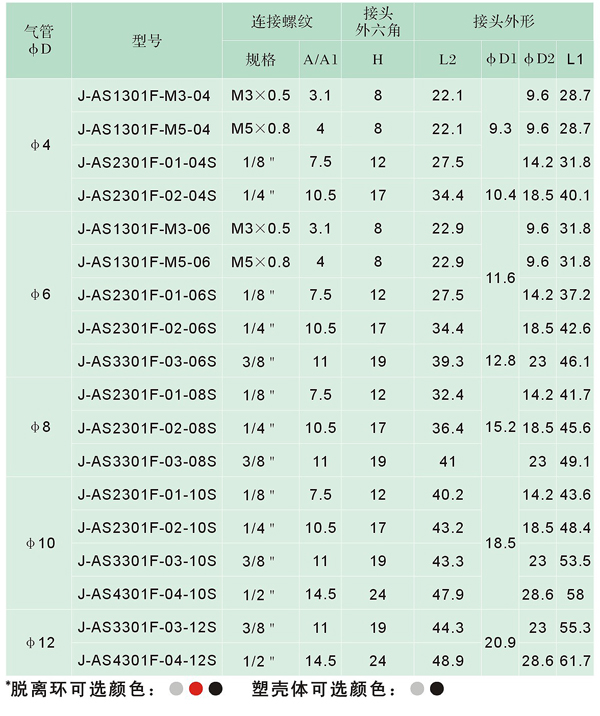 气管 φD 型号 连接螺纹 接头外六角 接头外形
规格 A/A1 H L2 φD1 φD2 L1
φ4
J-AS1301F-M3-04 M3×0.5 3.1 8 22.1 9.3 9.6 28.7
J-AS1301F-M5-04 M5×0.8 4 8 22.1 9.6 28.7
J-AS2301F-01-04S 1/8" 7.5 12 27.5 14.2 31.8
J-AS2301F-02-04S 1/4" 10.5 17 34.4 10.4 18.5 40.1
φ6
J-AS1301F-M3-06 M3×0.5 3.1 8 22.9 11.6 9.6 31.8
J-AS1301F-M5-06 M5×0.8 4 8 22.9 9.6 31.8
J-AS2301F-01-06S 1/8" 7.5 12 27.5 14.2 37.2
J-AS2301F-02-06S 1/4" 10.5 17 34.4 18.5 42.6
J-AS3301F-03-06S 3/8" 11 19 39.3 12.8 23 46.1
φ8
J-AS2301F-01-08S 1/8" 7.5 12 32.4 15.2 14.2 41.7
J-AS2301F-02-08S 1/4" 10.5 17 36.4 18.5 45.6
J-AS3301F-03-08S 3/8" 11 19 41 23 49.1
φ10
J-AS2301F-01-10S 1/8" 7.5 12 40.2 18.5 14.2 43.6
J-AS2301F-02-10S 1/4" 10.5 17 43.2 18.5 48.4
J-AS3301F-03-10S 3/8" 11 19 43.3 23 53.5
J-AS4301F-04-10S 1/2" 14.5 24 47.9 28.6 58
φ12
J-AS3301F-03-12S 3/8" 11 19 44.3 20.9 23 55.3
J-AS4301F-04-12S 1/2" 14.5 24 48.9 28.6 61.7
*脱离环可选颜色： 塑壳体可选颜色：